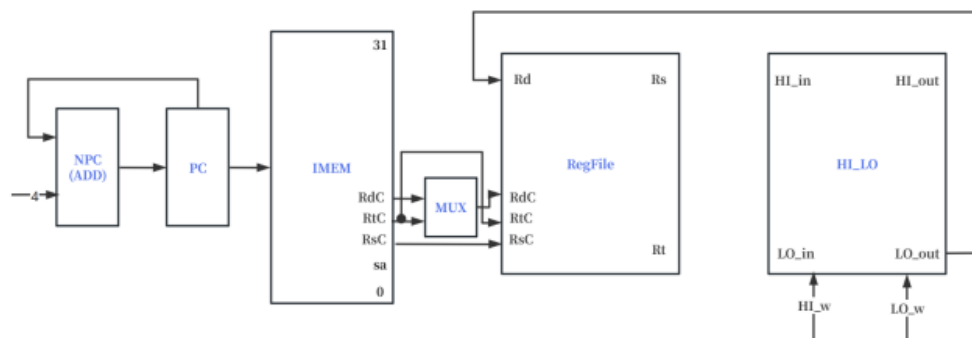 31
Rd
Rs
HI_in
HI_out
NPC
(ADD)
PC
IMEM
RegFile
HI_LO
4
RdC
RtC
RsC
sa
0
MUX
RdC
RtC
RsC
Rt
LO_in
LO_out
HI_w
LO_w